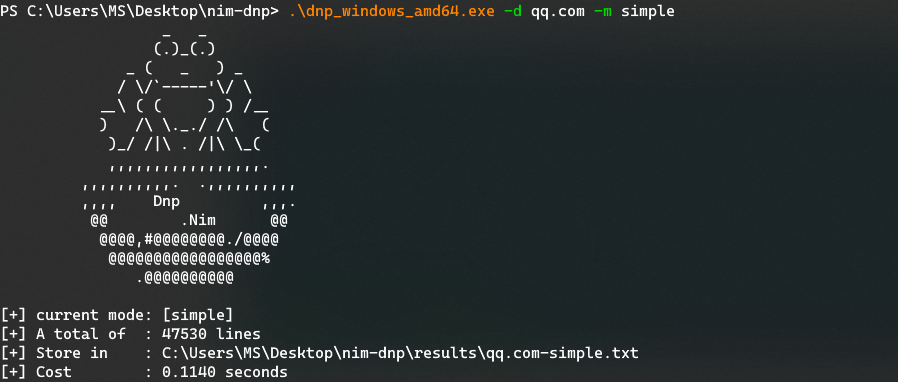 PS C:\Users\MS\Desktop\nim-dnp> .\dnp_windows_amd64.exe -d qq.com -m simple
                  _   _
                 (.)_(.)
              _ (   _   ) _
             / \/`-----'\/ \
           __\ ( (     ) ) /__
           )   /\ \._./ /\   (
            )_/ /|\ . /|\ \_(
            ,,,,,,,,,,,,,,,,,.
         ,,,,,,,,,,.  .,,,,,,,,,,
         ,,,,    Dnp         ,,,.
          @@        .Nim      @@
           @@@@,#@@@@@@@@./@@@@
            @@@@@@@@@@@@@@@@@%
               .@@@@@@@@@@
[+] current mode: [simple]
[+] A total of  : 47530 lines
[+] Store in    : C:\Users\MS\Desktop\nim-dnp\results\qq.com-simple.txt
[+] Cost        : 0.1140 seconds